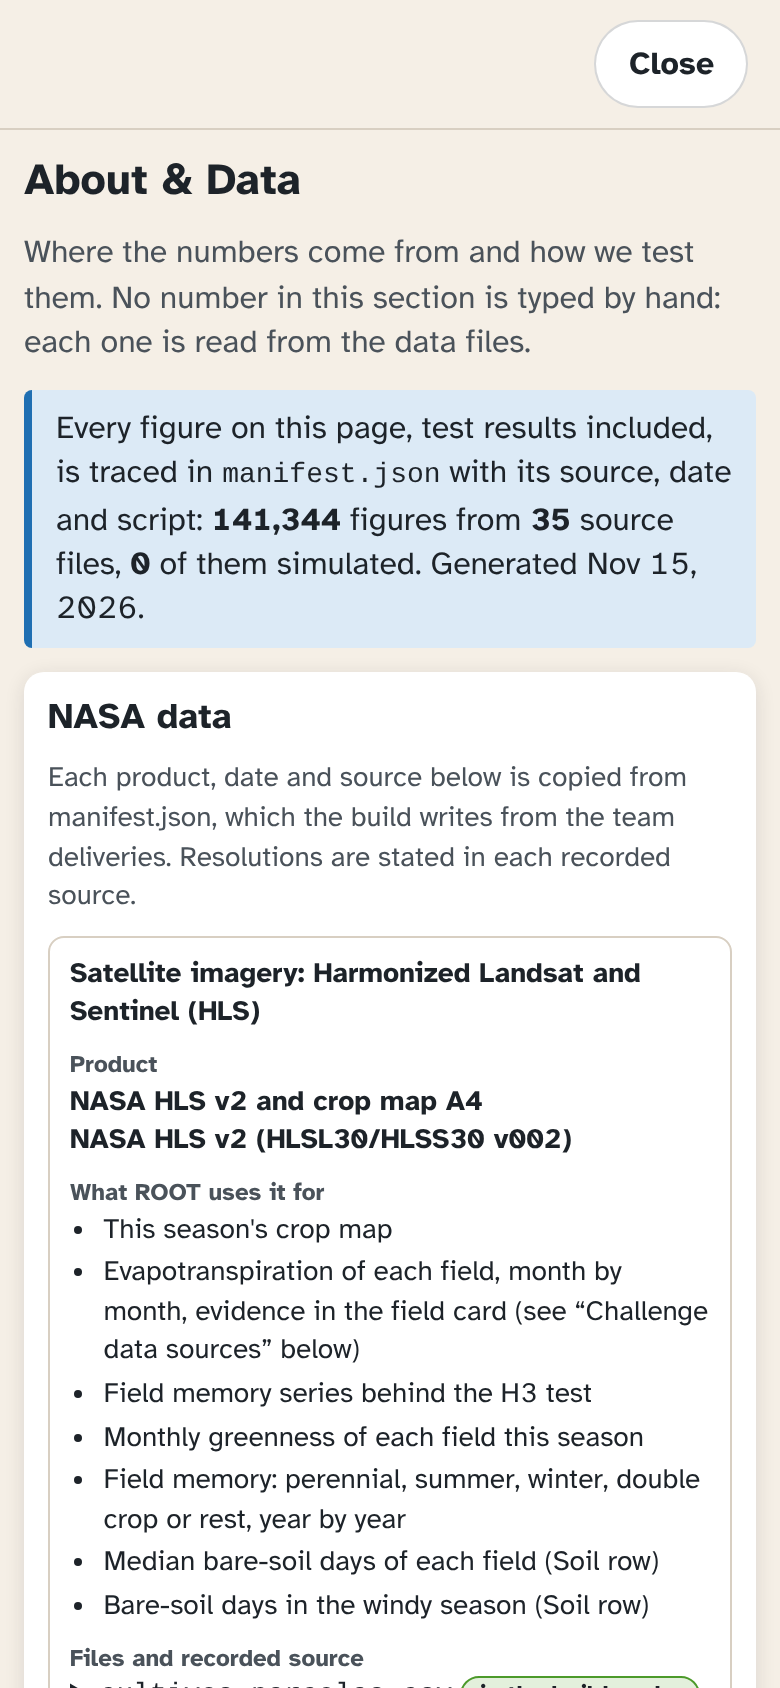 Close
About & Data
Where the numbers come from and how we test
them. No number in this section is typed by hand:
each one is read from the data files.
Every figure on this page, test results included,
is traced in manifest.json with its source, date
and script: 141,344 figures from 35 source
files, 0 of them simulated. Generated Nov 15,
2026.
NASA data
Each product, date and source below is copied from
manifest.json, which the build writes from the team
deliveries. Resolutions are stated in each recorded
source.
Satellite imagery: Harmonized Landsat and
Sentinel (HLS)
Product
NASA HLS v2 and crop map A4
NASA HLS v2 (HLSL30/HLSS30 v002)
What ROOT uses it for
• This season's crop map
• Evapotranspiration of each field, month by
month, evidence in the field card (see “Challenge
data sources” below)
• Field memory series behind the H3 test
• Monthly greenness of each field this season
• Field memory: perennial, summer, winter, double
crop or rest, year by year
• Median bare-soil days of each field (Soil row)
• Bare-soil days in the windy season (Soil row)
Files and recorded source